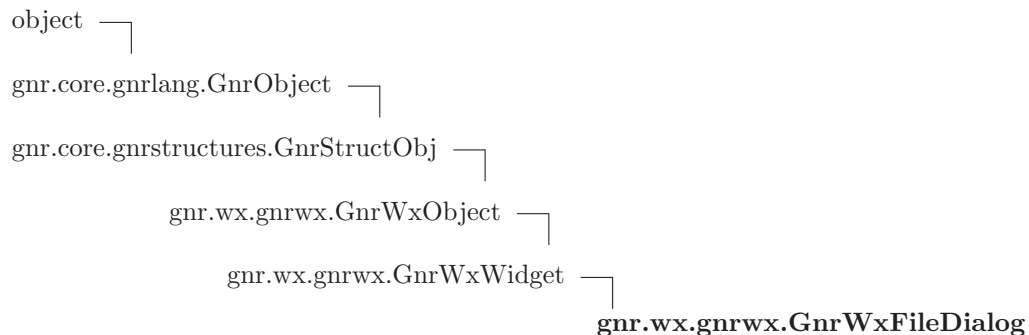 object
gnr.core.gnrlang.GnrObject
gnr.core.gnrstructures.GnrStructObj
gnr.wx.gnrwx.GnrWxObject
gnr.wx.gnrwx.GnrWxWidget
gnr.wx.gnrwx.GnrWxFileDialog